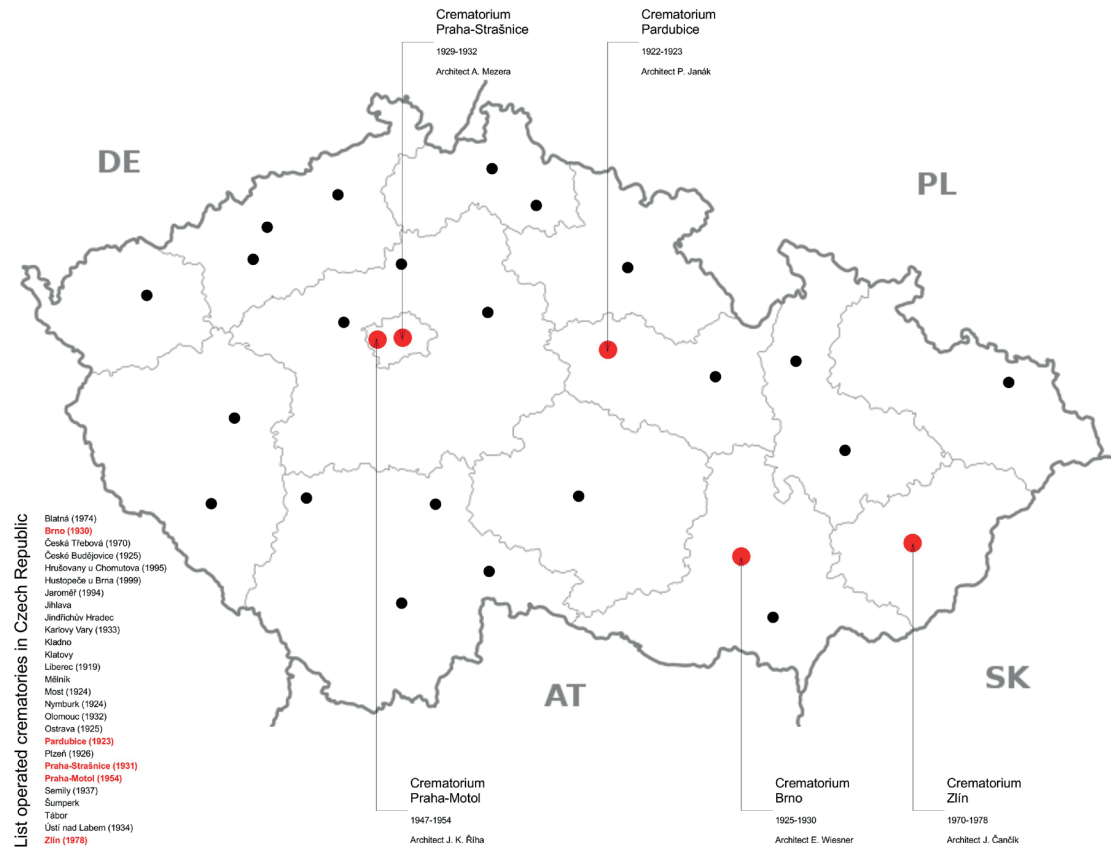 Crematorium
Praha-Strašnice
1929-1932
Architect A. Mezera
Crematorium
Pardubice
1922-1923
Architect P. Janák
DE
PL
AT
SK
List operated crematories in Czech Republic
Blatná (1974)
Brno (1930)
Česká Třebová (1970)
České Budějovice (1925)
Hrušovany u Chomutova (1995)
Hustopeče u Brna (1999)
Jaroměř (1994)
Jihlava
Jindřichův Hradec
Karlovy Vary (1933)
Kladno
Klatovy
Liberec (1919)
Mělník
Most (1924)
Nymburk (1924)
Olomouc (1932)
Ostrava (1925)
Pardubice (1923)
Plzeň (1926)
Praha-Strašnice (1931)
Praha-Motol (1954)
Semily (1937)
Šumperk
Tábor
Ústí nad Labem (1934)
Zlín (1978)
Crematorium
Praha-Motol
1947-1954
Architect J. K. Říha
Crematorium
Brno
1925-1930
Architect E. Wiesner
Crematorium
Zlín
1970-1978
Architect J. Čančík